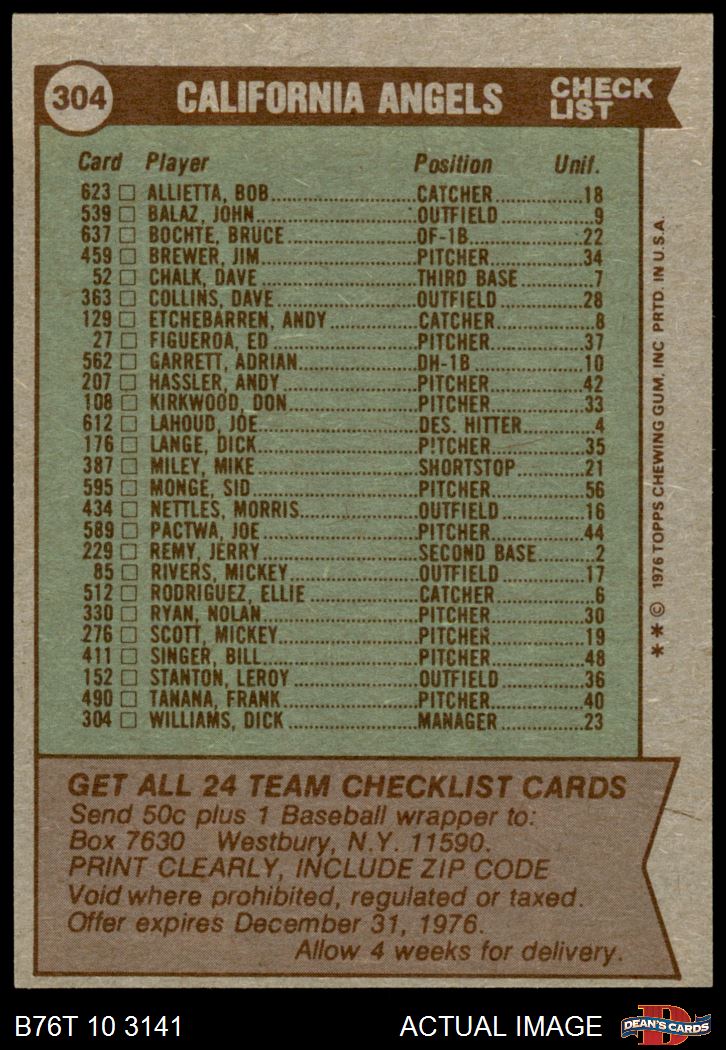 304 CALIFORNIA ANGELS CHECK LIST
Card Player Position Unif.
623 □ ALLIETTA, BOB CATCHER 18
539 □ BALAZ, JOHN OUTFIELD 9
637 □ BOCHTE, BRUCE OF-1B 22
459 □ BREWER, JIM PITCHER 34
52 □ CHALK, DAVE THIRD BASE 7
363 □ COLLINS, DAVE OUTFIELD 28
129 □ ETCHEBARREN, ANDY CATCHER 8
27 □ FIGUEROA, ED PITCHER 37
562 □ GARRETT, ADRIAN DH-1B 10
207 □ HASSLER, ANDY PITCHER 42
108 □ KIRKWOOD, DON PITCHER 33
612 □ LAHOUD, JOE DES. HITTER 4
176 □ LANGE, DICK PITCHER 35
387 □ MILEY, MIKE SHORTSTOP 21
595 □ MONGE, SID PITCHER 56
434 □ NETTLES, MORRIS OUTFIELD 16
589 □ PACTWA, JOE PITCHER 44
229 □ REMY, JERRY SECOND BASE 2
85 □ RIVERS, MICKEY OUTFIELD 17
512 □ RODRIGUEZ, ELLIE CATCHER 6
330 □ RYAN, NOLAN PITCHER 30
276 □ SCOTT, MICKEY PITCHER 19
411 □ SINGER, BILL PITCHER 48
152 □ STANTON, LEROY OUTFIELD 36
490 □ TANANA, FRANK PITCHER 40
304 □ WILLIAMS, DICK MANAGER 23
* * © 1976 TOPPS CHEWING GUM, INC PRTD. IN U.S.A.
GET ALL 24 TEAM CHECKLIST CARDS
Send 50c plus 1 Baseball wrapper to:
Box 7630 Westbury, N.Y. 11590.
PRINT CLEARLY, INCLUDE ZIP CODE
Void where prohibited, regulated or taxed.
Offer expires December 31, 1976.
Allow 4 weeks for delivery.
B76T 10 3141 ACTUAL IMAGE
D
DEAN'S CARDS